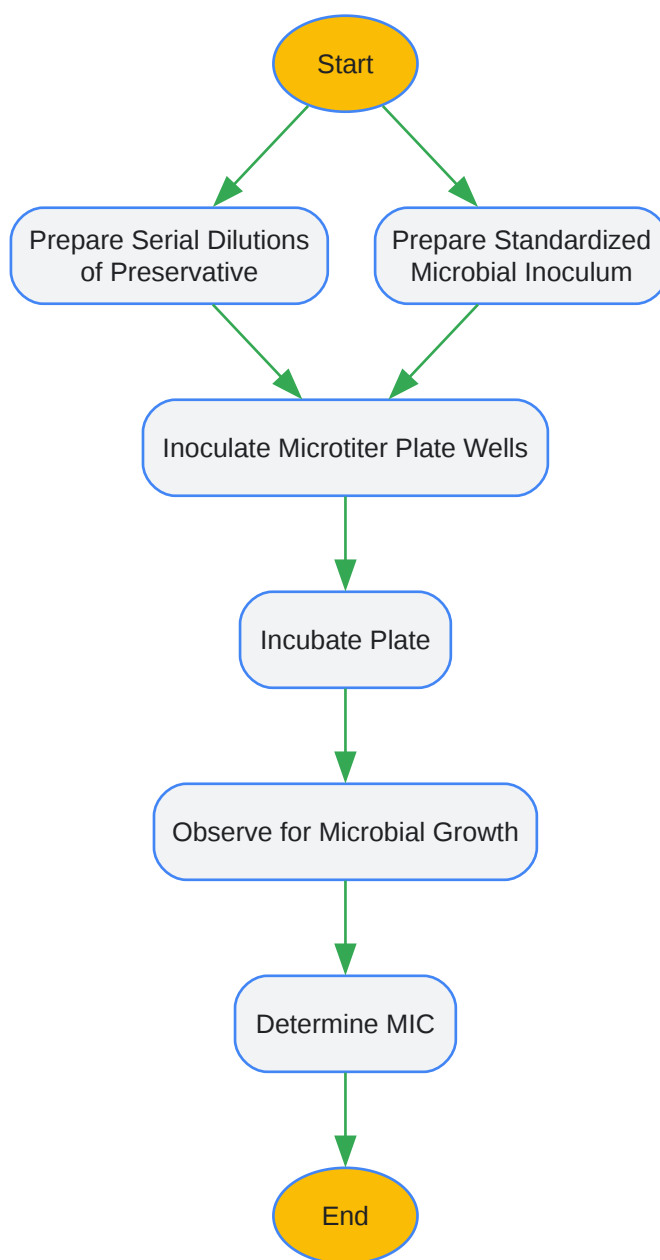 Start
Prepare Serial Dilutions
of Preservative
Prepare Standardized
Microbial Inoculum
Inoculate Microtiter Plate Wells
Incubate Plate
Observe for Microbial Growth
Determine MIC
End